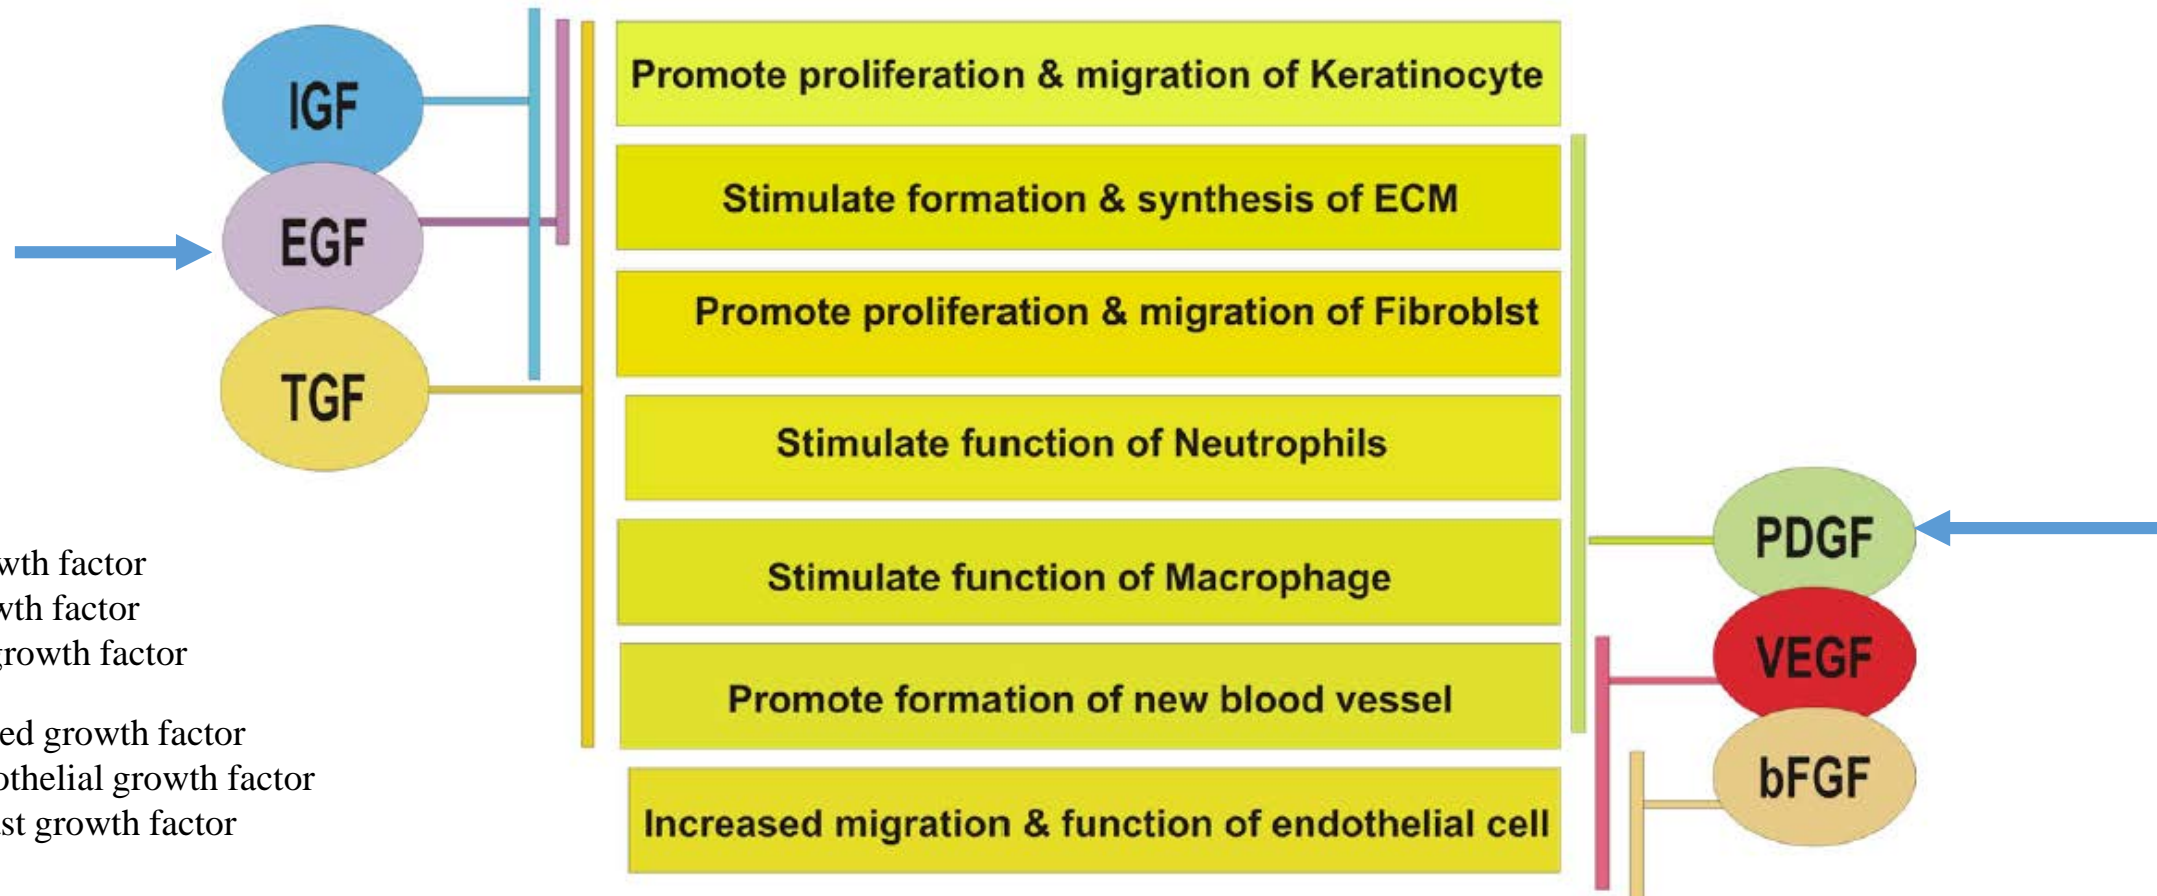 IGF
EGF
TGF
Promote proliferation & migration of Keratinocyte
Stimulate formation & synthesis of ECM
Promote proliferation & migration of Fibroblst
Stimulate function of Neutrophils
Stimulate function of Macrophage
Promote formation of new blood vessel
Increased migration & function of endothelial cell
PDGF
VEGF
bFGF
wth factor
wth factor
growth factor
ed growth factor
othelial growth factor
st growth factor